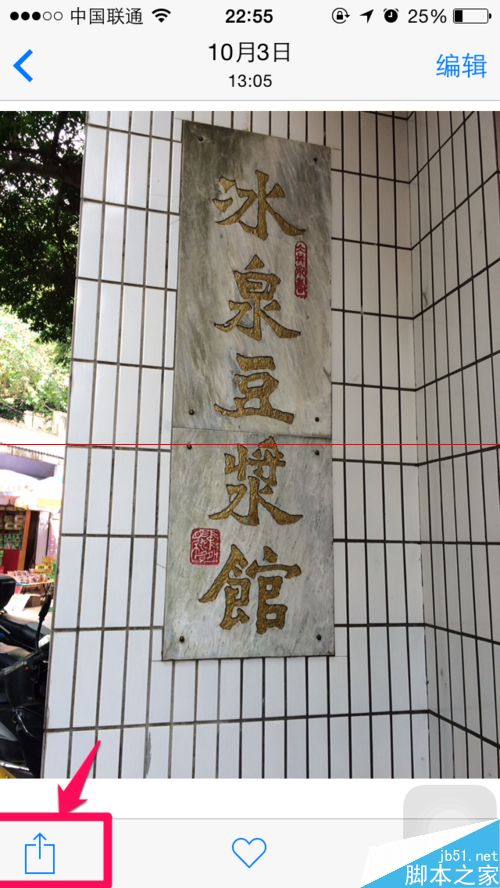 中国联通
22:55
25%
10月3日
13:05
编辑
冰泉豆漿館
jb51.net
脚本之家